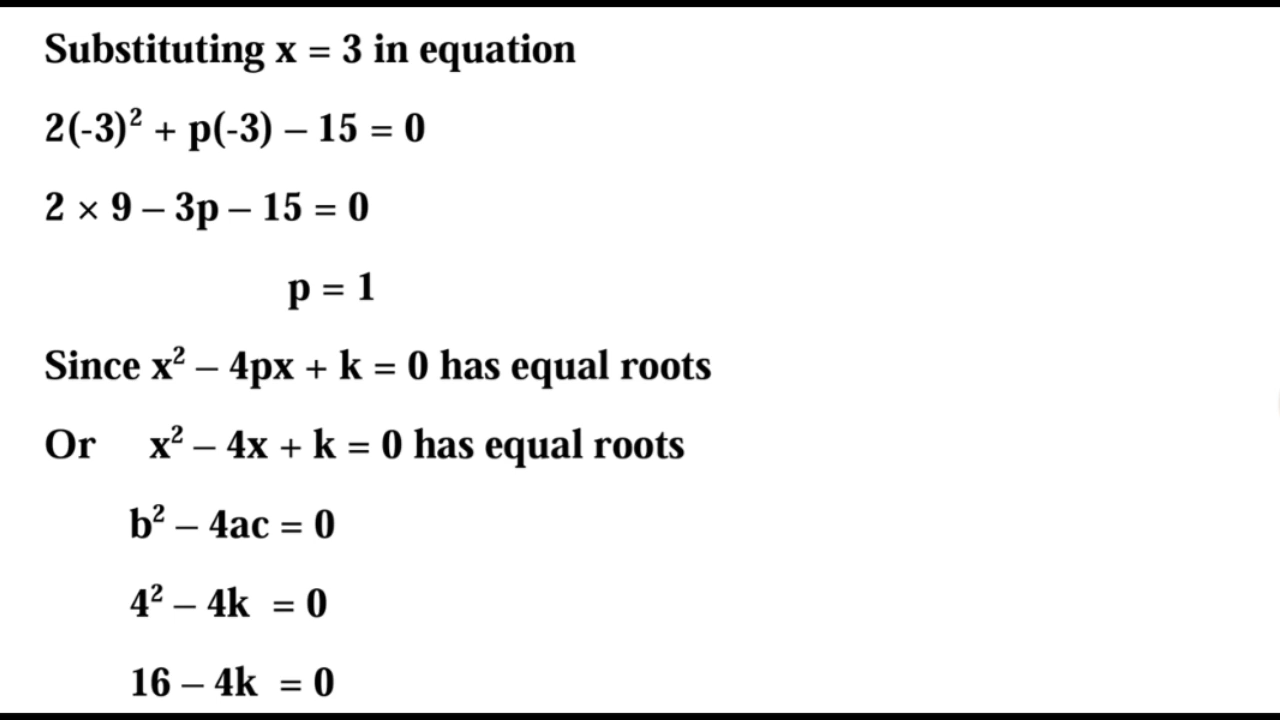 Substituting x = 3 in equation
2(-3)² + p(-3) – 15 = 0
2 × 9 – 3p – 15 = 0
p = 1
Since x² – 4px + k = 0 has equal roots
Or x² – 4x + k = 0 has equal roots
b² – 4ac = 0
4² – 4k = 0
16 – 4k = 0